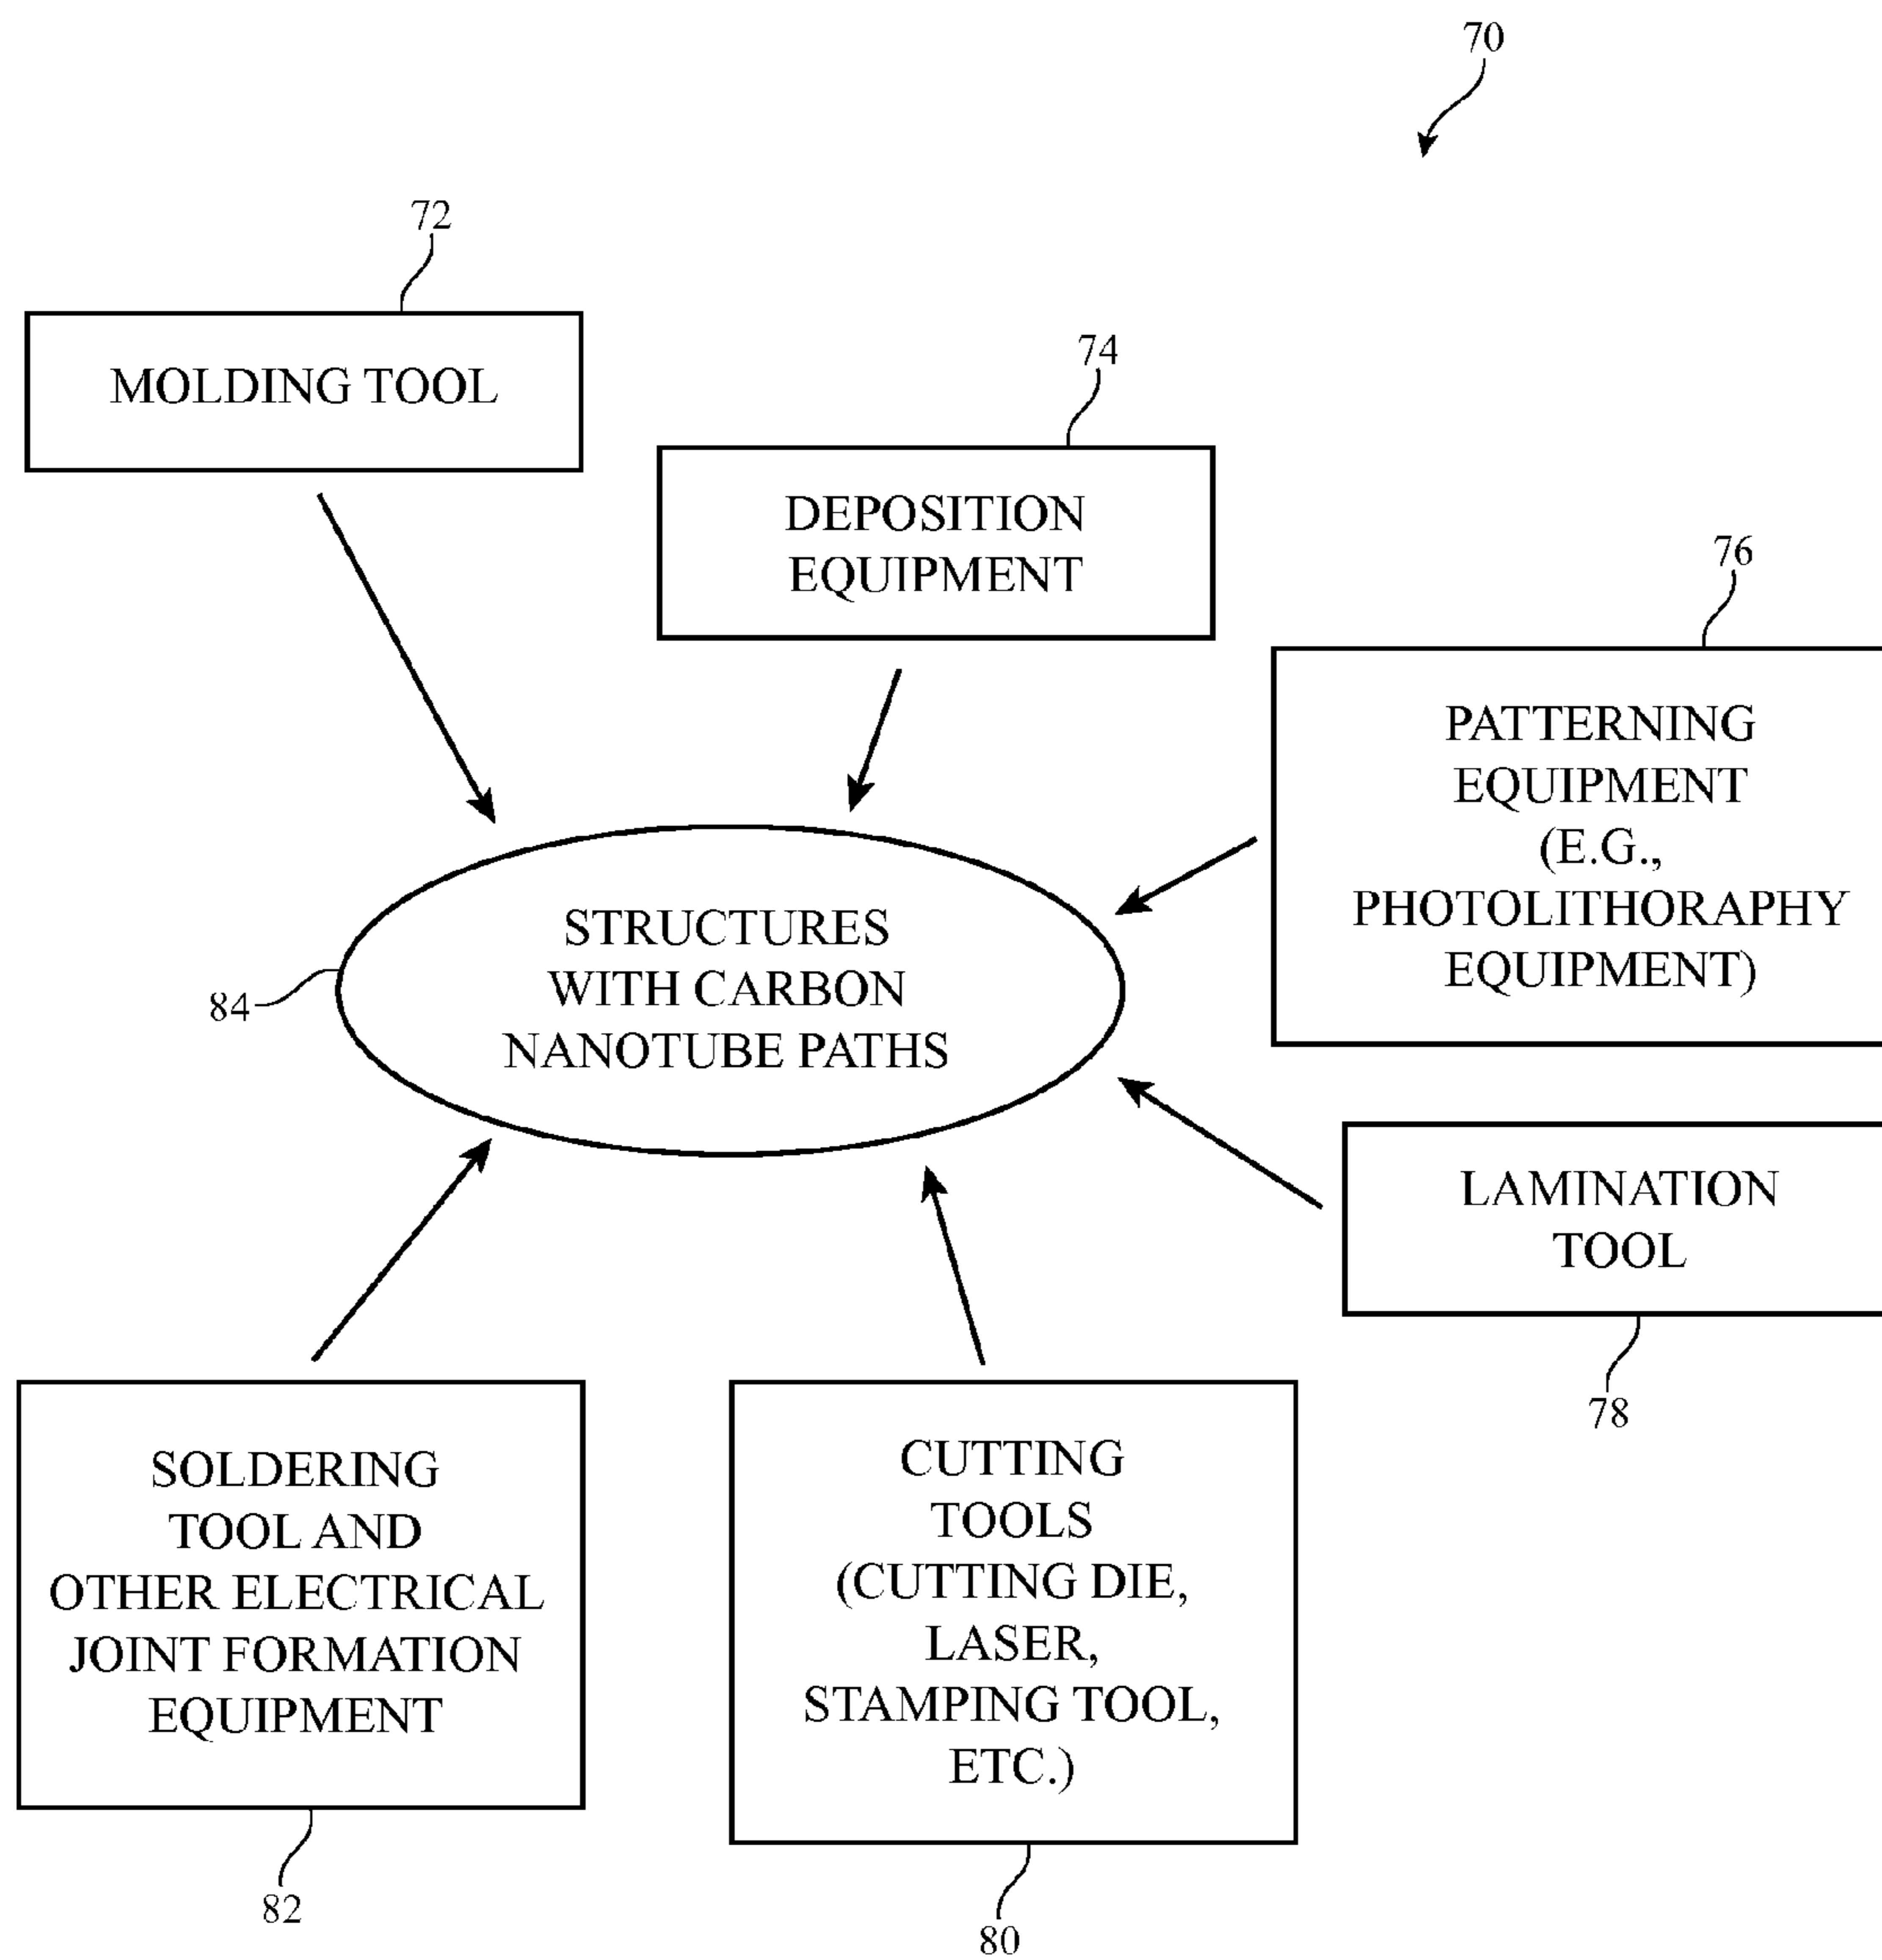 70
72
MOLDING TOOL
74
DEPOSITION
EQUIPMENT
76
PATTERNING
EQUIPMENT
(E.G.,
PHOTOLITHORAPHY
EQUIPMENT)
84
STRUCTURES
WITH CARBON
NANOTUBE PATHS
LAMINATION
TOOL
78
SOLDERING
TOOL AND
OTHER ELECTRICAL
JOINT FORMATION
EQUIPMENT
82
CUTTING
TOOLS
(CUTTING DIE,
LASER,
STAMPING TOOL,
ETC.)
80